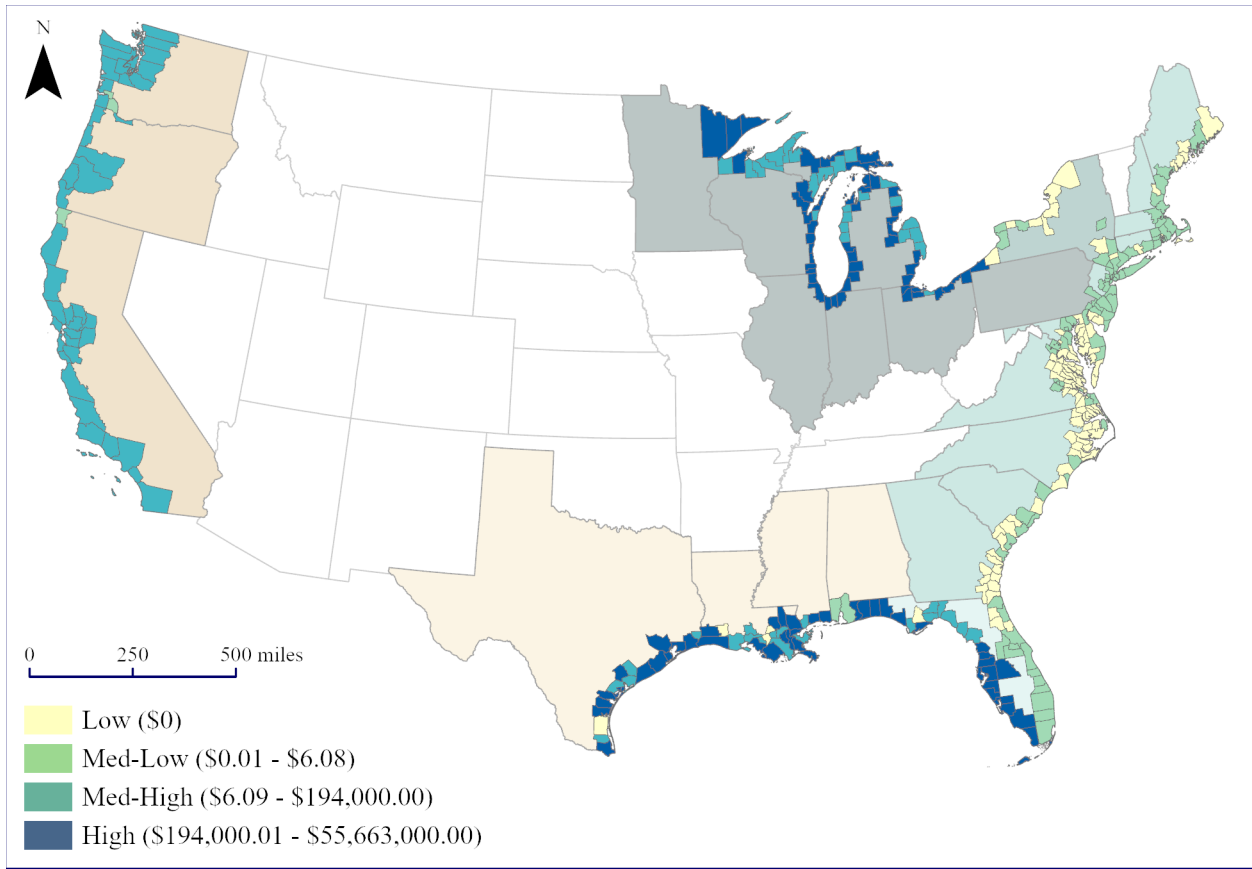 N
0 250 500 miles
Low ($0)
Med-Low ($0.01 - $6.08)
Med-High ($6.09 - $194,000.00)
High ($194,000.01 - $55,663,000.00)